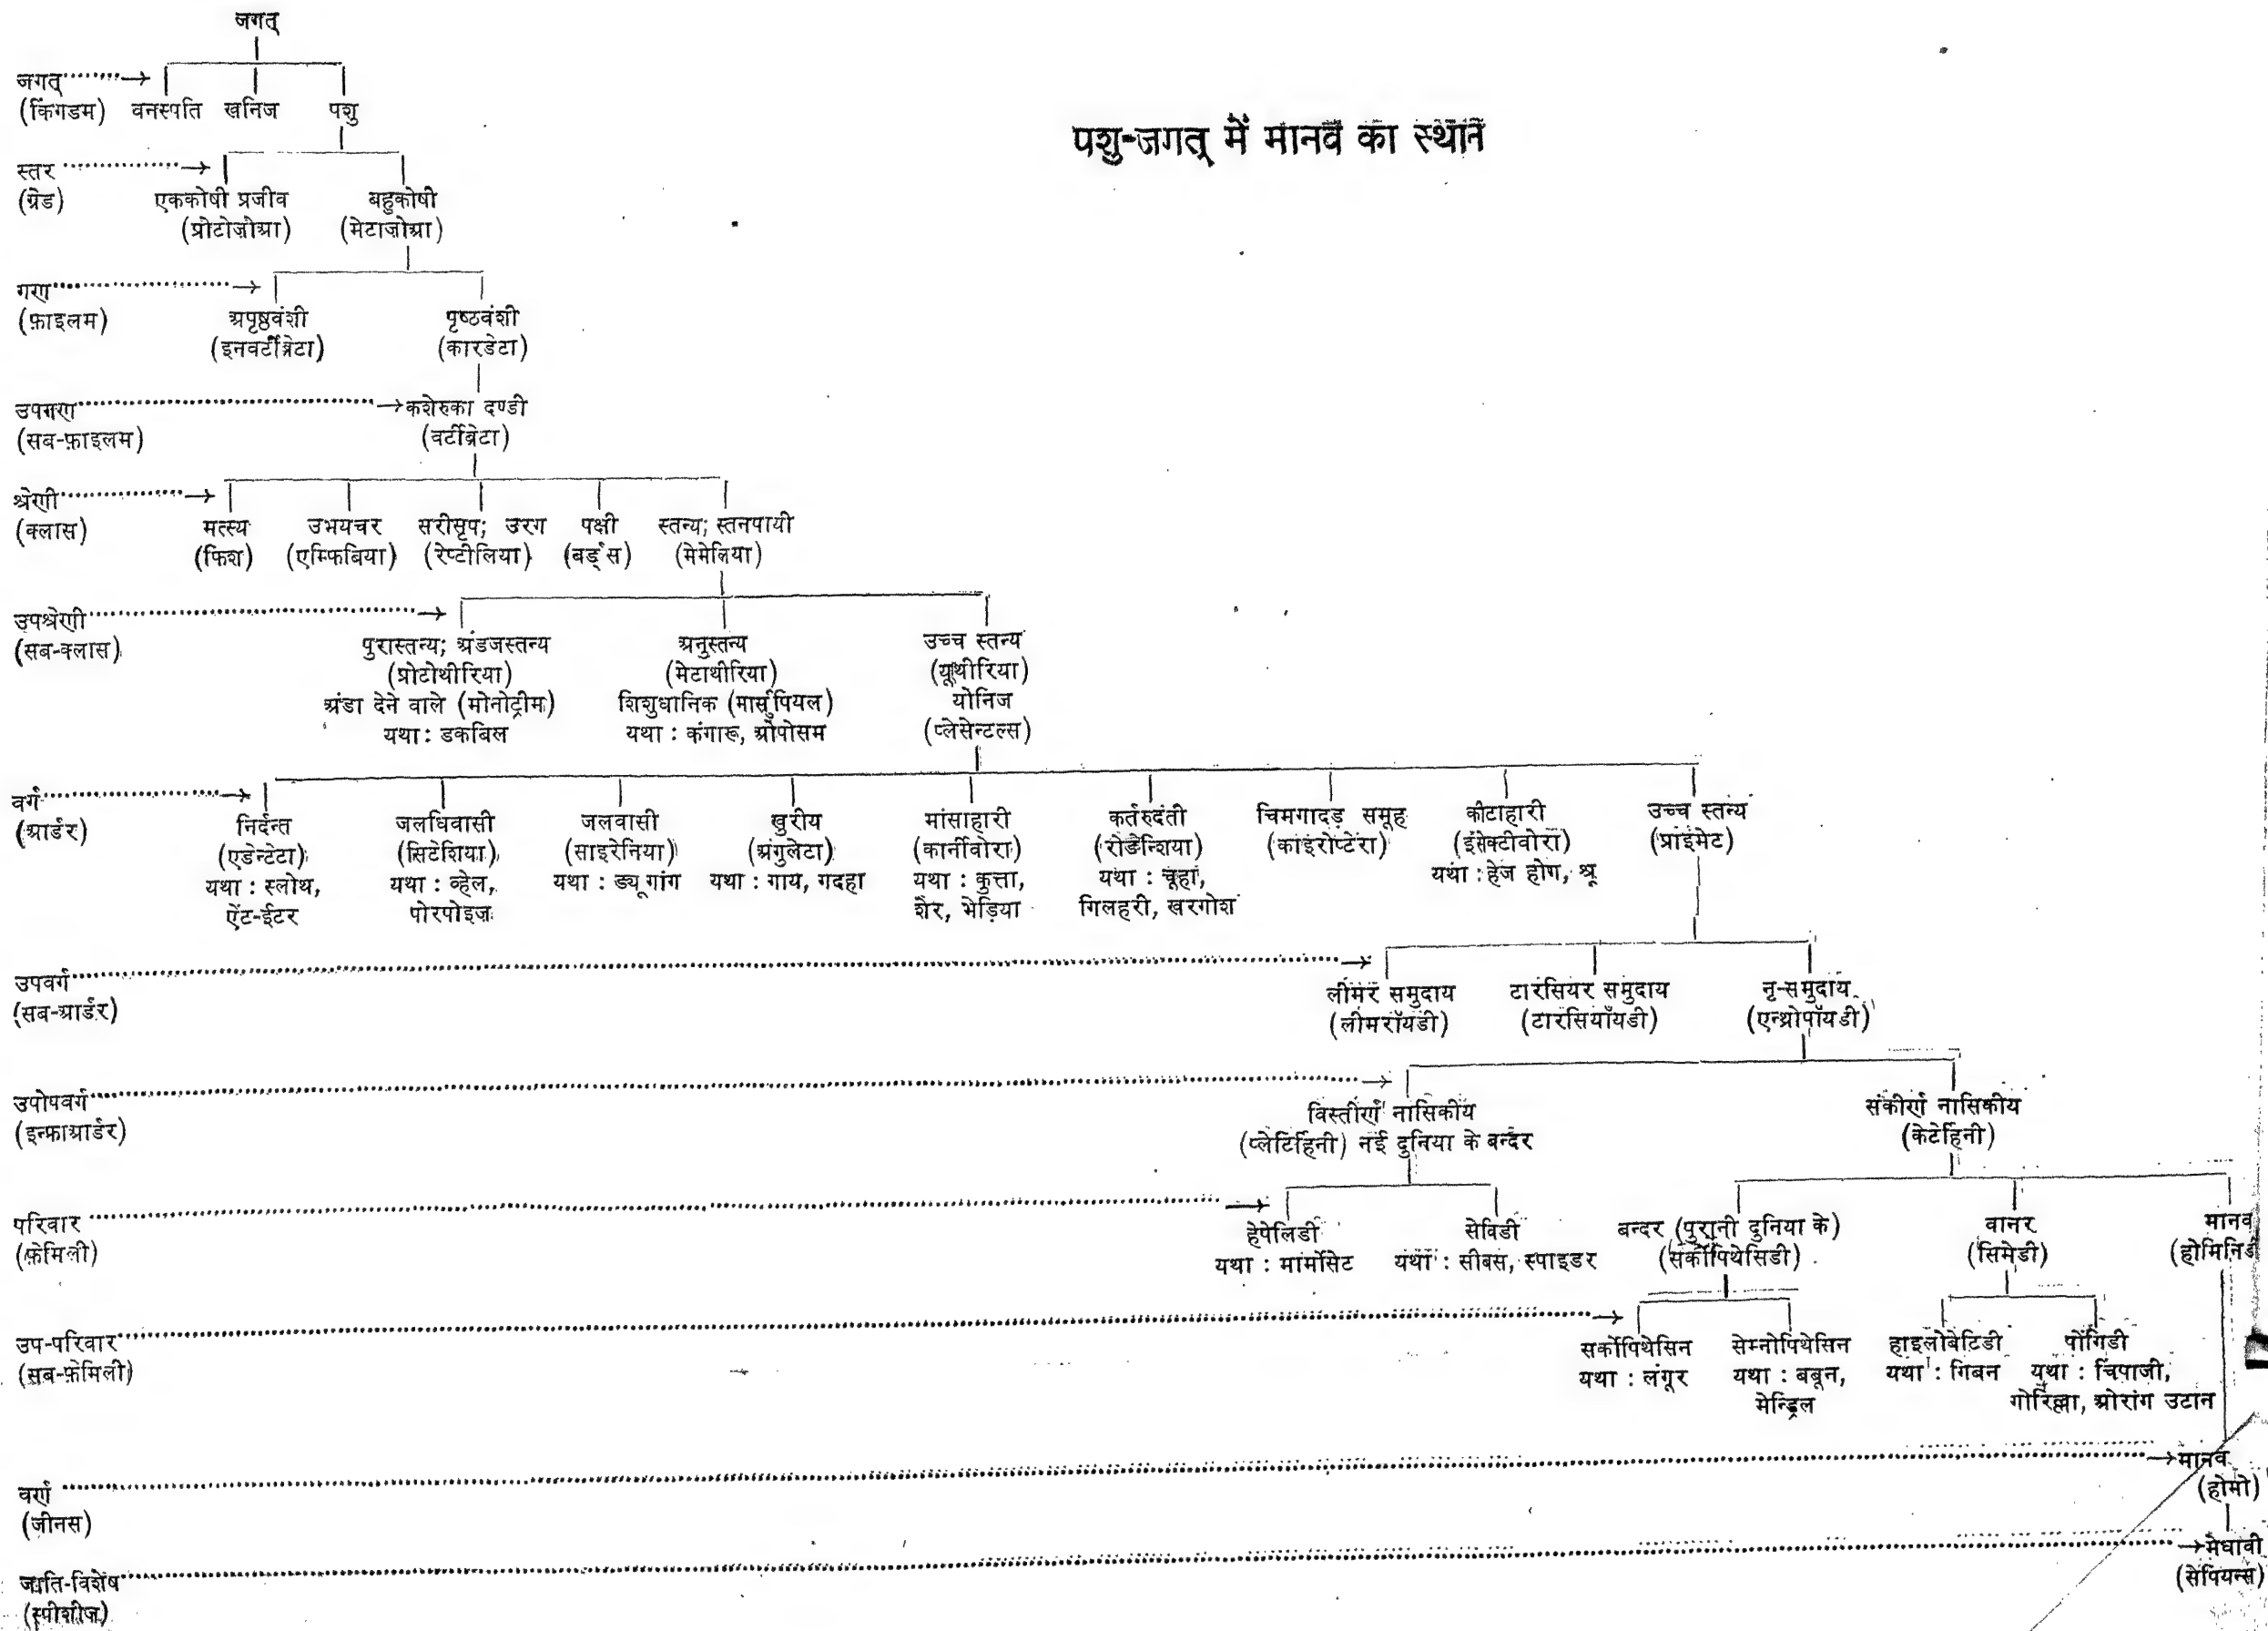 जगत्
जगत् (किंगडम)
वनस्पति खनिज पशु
पशु-जगत् में मानव का स्थान
स्तर (ग्रेड)
एककोषी प्रजीव बहुकोषी
(प्रोटोज़ोआ) (मेटाज़ोआ)
गण (फ़ाइलम)
अपृष्ठवंशी पृष्ठवंशी
(इनवर्टीब्रेटा) (कारडेटा)
उपगण कशेरुका दण्डी
(सब-फ़ाइलम) (वर्टीब्रेटा)
श्रेणी (क्लास)
मत्स्य उभयचर सरीसृप; उरग पक्षी स्तन्य; स्तनपायी
(फिश) (एम्फिबिया) (रेप्टीलिया) (बर्ड्स) (मेमेलिया)
उपश्रेणी (सब-क्लास)
पुरास्तन्य; अंडजस्तन्य अनुस्तन्य उच्च स्तन्य
(प्रोटोथीरिया) (मेटाथीरिया) (यूथीरिया)
अंडा देने वाले (मोनोट्रीम) शिशुधानिक (मार्सुपियल) योनिज
यथा : डकबिल यथा : कंगारू, ओपोसम (प्लेसेन्टल्स)
वर्ग (आर्डर)
निर्दन्त जलधिवासी जलवासी खुरीय मांसाहारी कर्तरुदंती चिमगादड़ समूह कीटाहारी उच्च स्तन्य
(एडेन्टेटा) (सिटेशिया) (साइरेनिया) (अंगुलेटा) (कार्नीवोरा) (रोडेन्शिया) (काइरोप्टेरा) (इंसेक्टीवोरा) (प्राइमेट)
यथा : स्लोथ, यथा : व्हेल, यथा : ड्यूगांग यथा : गाय, गदहा यथा : कुत्ता, यथा : चूहा, यथा : हेज होग, श्रू
ऐंट-ईटर पोरपोइज़ शेर, भेड़िया गिलहरी, खरगोश
उपवर्ग (सब-आर्डर)
लीमर समुदाय टारसियर समुदाय नृ-समुदाय
(लीमरॉयडी) (टारसियॉयडी) (एन्थ्रोपॉयडी)
उपोपवर्ग (इन्फ्राआर्डर)
विस्तीर्ण नासिकीय संकीर्ण नासिकीय
(प्लेटिर्हिनी) नई दुनिया के बन्दर (केटेर्हिनी)
परिवार (फ़ेमिली)
हेपेलिडी सेविडी बन्दर (पुरानी दुनिया के) वानर मानव
यथा : मार्मोसेट यथा : सीबस, स्पाइडर (सर्कोपिथेसिडी) (सिमेडी) (होमिनिड
उप-परिवार (सब-फ़ेमिली)
सर्कोपिथेसिन सेम्नोपिथेसिन हाइलोबेटिडी पोंगिडी
यथा : लंगूर यथा : बबून, यथा : गिबन यथा : चिंपाजी,
मेन्ड्रिल गोरिल्ला, ओरांग उटान
वर्ण मानव
(जीनस) (होमो)
जाति-विशेष मेधावी
(स्पीशीज़) (सेपियन्स)